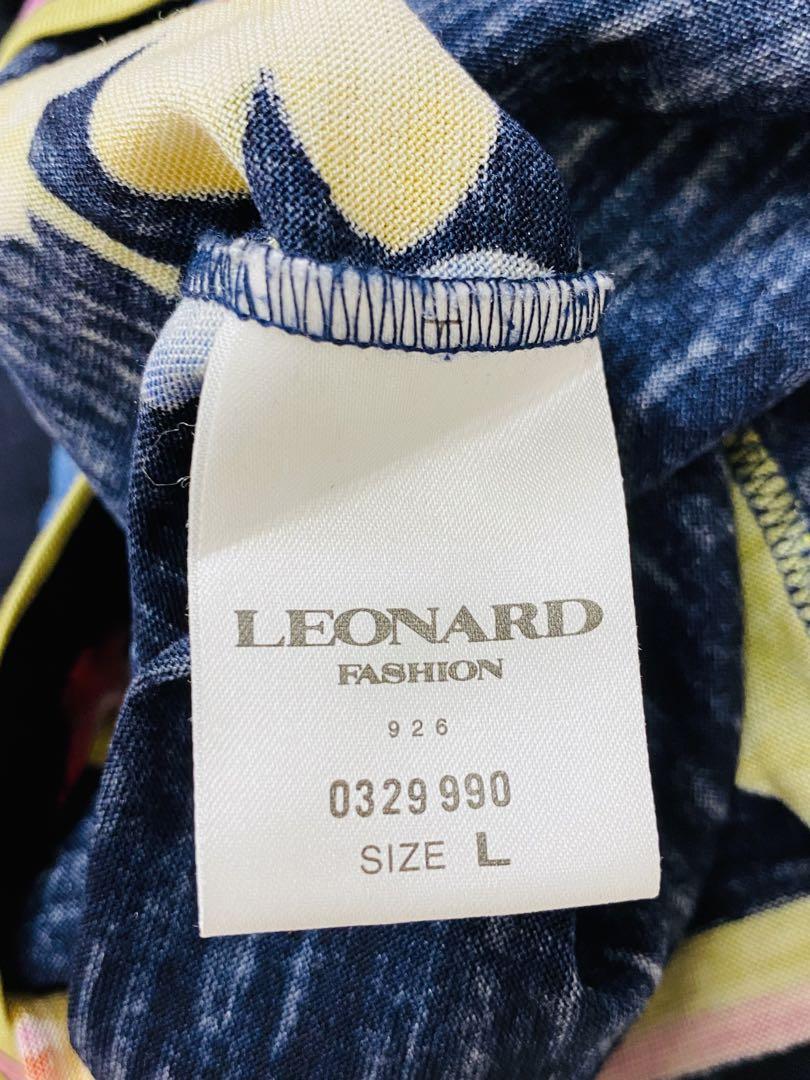 LEONARD
FASHION
926
0329 990
SIZE L